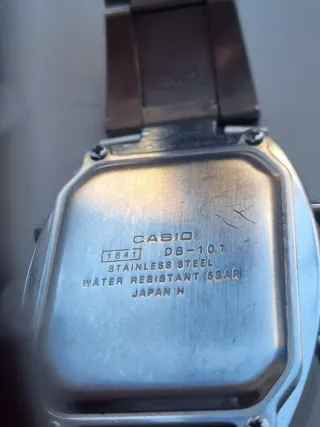 CASIO
1641 DB-101
STAINLESS STEEL
WATER RESISTANT 5BAR
JAPAN H